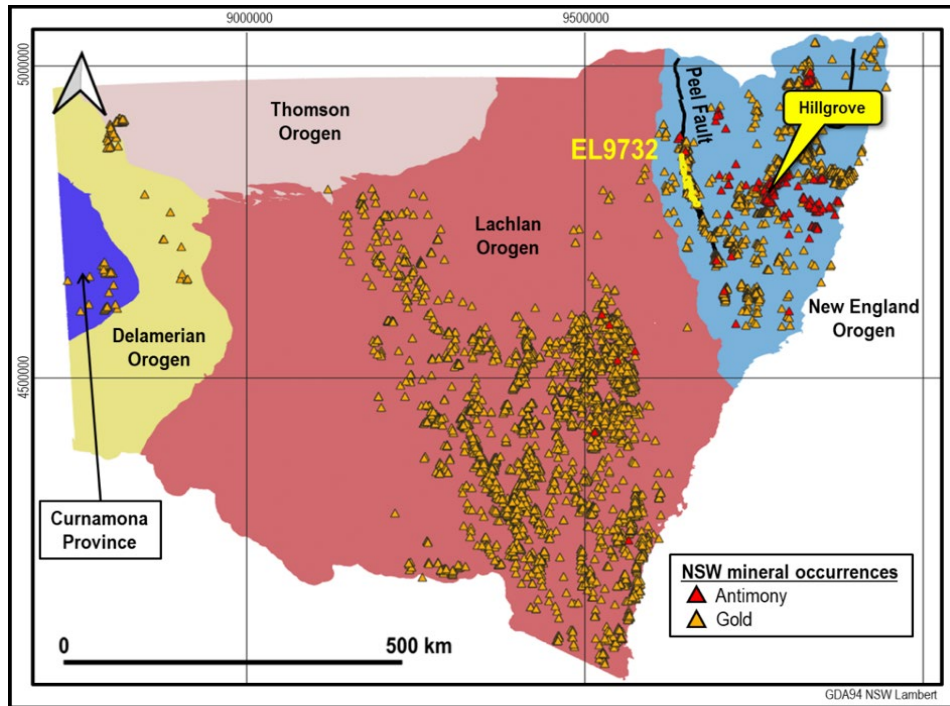 9000000
9500000
5000000
4500000
Thomson
Orogen
Peel Fault
Hillgrove
EL9732
Lachlan
Orogen
New England
Orogen
Delamerian
Orogen
Curnamona
Province
NSW mineral occurrences
Antimony
Gold
0
500 km
GDA94 NSW Lambert